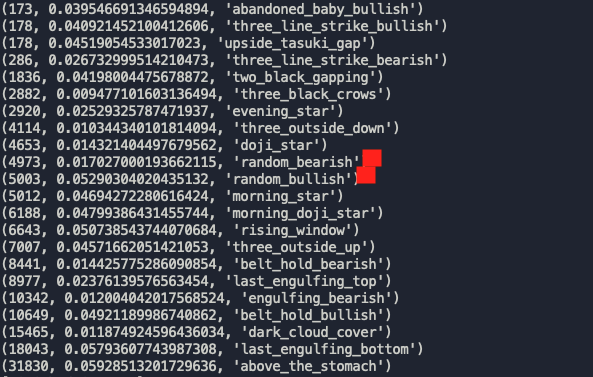 (173, 0.039546691346594894, 'abandoned_baby_bullish')
(178, 0.040921452100412606, 'three_line_strike_bullish')
(178, 0.04519054533017023, 'upside_tasuki_gap')
(286, 0.026732999514210473, 'three_line_strike_bearish')
(1836, 0.04198004475678872, 'two_black_gapping')
(2882, 0.009477101603136494, 'three_black_crows')
(2920, 0.02529325787471937, 'evening_star')
(4114, 0.010344340101814094, 'three_outside_down')
(4653, 0.014321404497679562, 'doji_star')
(4973, 0.017027000193662115, 'random_bearish'
(5003, 0.05290304020435132, 'random_bullish')
(5012, 0.04694272280616424, 'morning_star')
(6188, 0.04799386431455744, 'morning_doji_star')
(6643, 0.050738543744070684, 'rising_window')
(7007, 0.04571662051421053, 'three_outside_up')
(8441, 0.014425775286090854, 'belt_hold_bearish')
(8977, 0.02376139576563454, 'last_engulfing_top')
(10342, 0.012004042017568524, 'engulfing_bearish')
(10649, 0.04921189986740862, 'belt_hold_bullish')
(15465, 0.011874924596436034, 'dark_cloud_cover')
(18043, 0.05793607743987308, 'last_engulfing_bottom')
(31830, 0.05928513201729636, 'above_the_stomach')